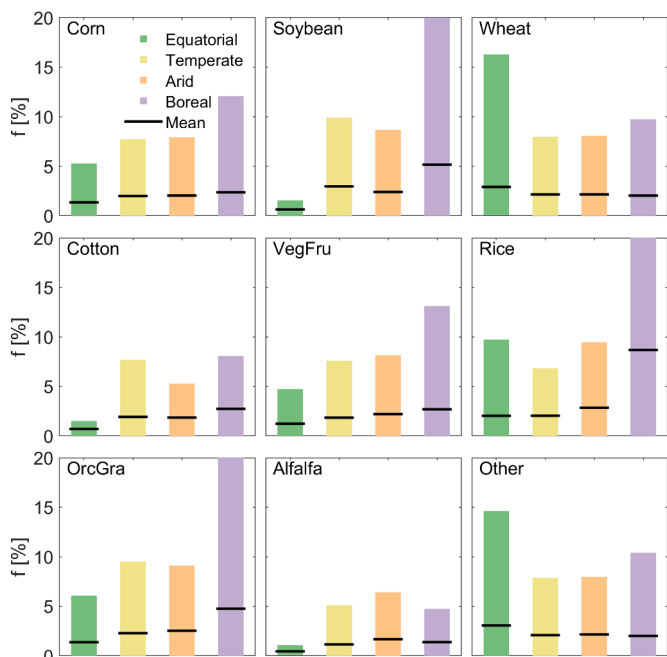 Corn
Equatorial
Temperate
Arid
Boreal
Mean
Soybean
Wheat
f [%]
20
15
10
5
0
Cotton
VegFru
Rice
f [%]
20
15
10
5
0
OrcGra
Alfalfa
Other
f [%]
20
15
10
5
0